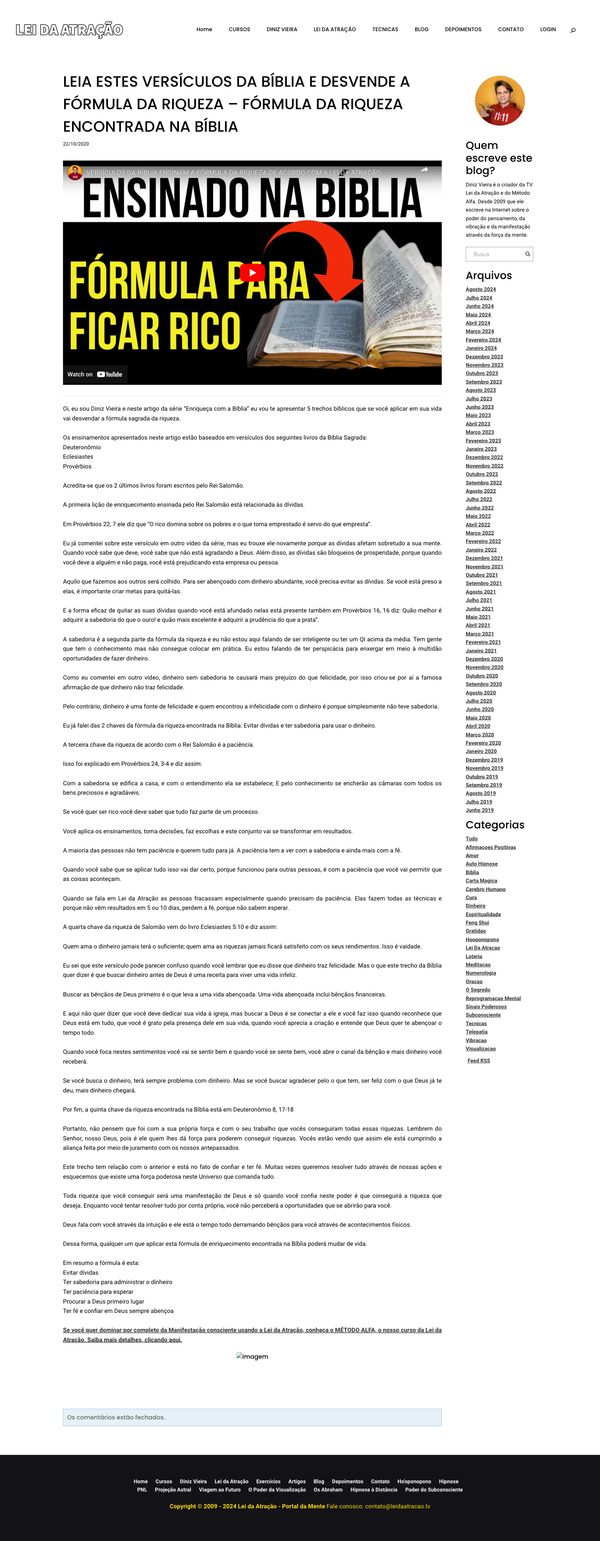 LEI DA ATRAÇÃO
Home CURSOS DINIZ VIEIRA LEI DA ATRAÇÃO TECNICAS BLOG DEPOIMENTOS CONTATO LOGIN
LEIA ESTES VERSÍCULOS DA BÍBLIA E DESVENDE A
FÓRMULA DA RIQUEZA – FÓRMULA DA RIQUEZA
ENCONTRADA NA BÍBLIA
22/10/2020
VERSÍCULOS DA BIBLIA ENSINAM A FÓRMULA DA RIQUEZA DE ACORDO COM A LEI DA ATRAÇÃO
ENSINADO NA BÍBLIA
FÓRMULA PARA
FICAR RICO
Watch on YouTube
Oi, eu sou Diniz Vieira e neste artigo da série “Enriqueça com a Bíblia” eu vou te apresentar 5 trechos bíblicos que se você aplicar em sua vida
vai desvendar a fórmula sagrada da riqueza.
Os ensinamentos apresentados neste artigo estão baseados em versículos dos seguintes livros da Bíblia Sagrada:
Deuteronômio
Eclesiastes
Provérbios
Acredita-se que os 2 últimos livros foram escritos pelo Rei Salomão.
A primeira lição de enriquecimento ensinada pelo Rei Salomão está relacionada às dívidas.
Em Provérbios 22, 7 ele diz que “O rico domina sobre os pobres e o que toma emprestado é servo do que empresta”.
Eu já comentei sobre este versículo em outro vídeo da série, mas eu trouxe ele novamente porque as dívidas afetam sobretudo a sua mente.
Quando você sabe que deve, você sabe que não está agradando a Deus. Além disso, as dívidas são bloqueios de prosperidade, porque quando
você deve a alguém e não paga, você está prejudicando esta empresa ou pessoa.
Aquilo que fazemos aos outros será colhido. Para ser abençoado com dinheiro abundante, você precisa evitar as dívidas. Se você está preso a
elas, é importante criar metas para quitá-las.
E a forma eficaz de quitar as suas dívidas quando você está afundado nelas está presente também em Provérbios 16, 16 diz: Quão melhor é
adquirir a sabedoria do que o ouro! e quão mais excelente é adquirir a prudência do que a prata”.
A sabedoria é a segunda parte da fórmula da riqueza e eu não estou aqui falando de ser inteligente ou ter um QI acima da média. Tem gente
que tem o conhecimento mas não consegue colocar em prática. Eu estou falando de ter perspicácia para enxergar em meio à multidão
oportunidades de fazer dinheiro.
Como eu comentei em outro vídeo, dinheiro sem sabedoria te causará mais prejuízo do que felicidade, por isso criou-se por aí a famosa
afirmação de que dinheiro não traz felicidade.
Pelo contrário, dinheiro é uma fonte de felicidade e quem encontrou a infelicidade com o dinheiro é porque simplesmente não teve sabedoria.
Eu já falei das 2 chaves da fórmula da riqueza encontrada na Bíblia: Evitar dívidas e ter sabedoria para usar o dinheiro.
A terceira chave da riqueza de acordo com o Rei Salomão é a paciência.
Isso foi explicado em Provérbios 24, 3-4 e diz assim:
Com a sabedoria se edifica a casa, e com o entendimento ela se estabelece; E pelo conhecimento se encherão as câmaras com todos os
bens preciosos e agradáveis.
Se você quer ser rico você deve saber que tudo faz parte de um processo.
Você aplica os ensinamentos, toma decisões, faz escolhas e este conjunto vai se transformar em resultados.
A maioria das pessoas não tem paciência e querem tudo para já. A paciência tem a ver com a sabedoria e ainda mais com a fé.
Quando você sabe que se aplicar tudo isso vai dar certo, porque funcionou para outras pessoas, é com a paciência que você vai permitir que
as coisas aconteçam.
Quando se fala em Lei da Atração as pessoas fracassam especialmente quando precisam da paciência. Elas fazem todas as técnicas e
porque não vêm resultados em 5 ou 10 dias, perdem a fé, porque não sabem esperar.
A quarta chave da riqueza de Salomão vem do livro Eclesiastes 5:10 e diz assim:
Quem ama o dinheiro jamais terá o suficiente; quem ama as riquezas jamais ficará satisfeito com os seus rendimentos. Isso é vaidade.
Eu sei que este versículo pode parecer confuso quando você lembrar que eu disse que dinheiro traz felicidade. Mas o que este trecho da Bíblia
quer dizer é que buscar dinheiro antes de Deus é uma receita para viver uma vida infeliz.
Buscar as bênçãos de Deus primeiro é o que leva a uma vida abençoada. Uma vida abençoada inclui bênçãos financeiras.
E aqui não quer dizer que você deve dedicar sua vida à igreja, mas buscar a Deus é se conectar a ele e você faz isso quando reconhece que
Deus está em tudo, que você é grato pela presença dele em sua vida, quando você aprecia a criação e entende que Deus quer te abençoar o
tempo todo.
Quando você foca nestes sentimentos você vai se sentir bem e quando você se sente bem, você abre o canal da bênção e mais dinheiro você
receberá.
Se você busca o dinheiro, terá sempre problema com dinheiro. Mas se você buscar agradecer pelo o que tem, ser feliz com o que Deus já te
deu, mais dinheiro chegará.
Por fim, a quinta chave da riqueza encontrada na Bíblia está em Deuteronômio 8, 17-18
Portanto, não pensem que foi com a sua própria força e com o seu trabalho que vocês conseguiram todas essas riquezas. Lembrem do
Senhor, nosso Deus, pois é ele quem lhes dá força para poderem conseguir riquezas. Vocês estão vendo que assim ele está cumprindo a
aliança feita por meio de juramento com os nossos antepassados.
Este trecho tem relação com o anterior e está no fato de confiar e ter fé. Muitas vezes queremos resolver tudo através de nossas ações e
esquecemos que existe uma força poderosa neste Universo que comanda tudo.
Toda riqueza que você conseguir será uma manifestação de Deus e só quando você confia neste poder é que conseguirá a riqueza que
deseja. Enquanto você tentar resolver tudo por conta própria, você não perceberá a oportunidades que se abrirão para você.
Deus fala com você através da intuição e ele está o tempo todo derramando bênçãos para você através de acontecimentos físicos.
Dessa forma, qualquer um que aplicar esta fórmula de enriquecimento encontrada na Bíblia poderá mudar de vida.
Em resumo a fórmula é esta:
Evitar dívidas
Ter sabedoria para administrar o dinheiro
Ter paciência para esperar
Procurar a Deus primeiro lugar
Ter fé e confiar em Deus sempre abençoa
Se você quer dominar por completo da Manifestação consciente usando a Lei da Atração, conheça o MÉTODO ALFA, o nosso curso da Lei da
Atração. Saiba mais detalhes, clicando aqui.
imagem
Os comentários estão fechados.
11:11
Quem
escreve este
blog?
Diniz Vieira é o criador da TV
Lei da Atração e do Método
Alfa. Desde 2009 que ele
escreve na Internet sobre o
poder do pensamento, da
vibração e da manifestação
através da força da mente.
Busca
Arquivos
Agosto 2024
Julho 2024
Junho 2024
Maio 2024
Abril 2024
Março 2024
Fevereiro 2024
Janeiro 2024
Dezembro 2023
Novembro 2023
Outubro 2023
Setembro 2023
Agosto 2023
Julho 2023
Junho 2023
Maio 2023
Abril 2023
Março 2023
Fevereiro 2023
Janeiro 2023
Dezembro 2022
Novembro 2022
Outubro 2022
Setembro 2022
Agosto 2022
Julho 2022
Junho 2022
Maio 2022
Abril 2022
Março 2022
Fevereiro 2022
Janeiro 2022
Dezembro 2021
Novembro 2021
Outubro 2021
Setembro 2021
Agosto 2021
Julho 2021
Junho 2021
Maio 2021
Abril 2021
Março 2021
Fevereiro 2021
Janeiro 2021
Dezembro 2020
Novembro 2020
Outubro 2020
Setembro 2020
Agosto 2020
Julho 2020
Junho 2020
Maio 2020
Abril 2020
Março 2020
Fevereiro 2020
Janeiro 2020
Dezembro 2019
Novembro 2019
Outubro 2019
Setembro 2019
Agosto 2019
Julho 2019
Junho 2019
Categorias
Tudo
Afirmacoes Positivas
Amor
Auto Hipnose
Biblia
Carta Magica
Cerebro Humano
Cura
Dinheiro
Espiritualidade
Feng Shui
Gratidao
Hooponopono
Lei Da Atracao
Loteria
Meditacao
Numerologia
Oracao
O Segredo
Reprogramacao Mental
Sinais Poderosos
Subconsciente
Tecnicas
Telepatia
Vibracao
Visualizacao
Feed RSS
Home Cursos Diniz Vieira Lei da Atração Exercícios Artigos Blog Depoimentos Contato Ho'oponopono Hipnose
PNL Projeção Astral Viagem ao Futuro O Poder da Visualização Os Abraham Hipnose à Distância Poder do Subconsciente
Copyright © 2009 - 2024 Lei da Atração - Portal da Mente Fale conosco: contato@leidaatracao.tv